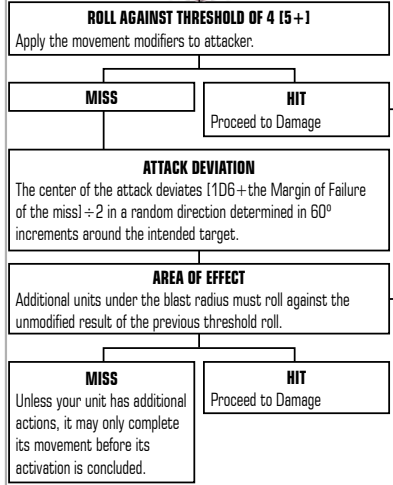 ROLL AGAINST THRESHOLD OF 4 [5+]
Apply the movement modifiers to attacker.
MISS
HIT
Proceed to Damage
ATTACK DEVIATION
The center of the attack deviates [1D6+the Margin of Failure
of the miss]÷2 in a random direction determined in 60º
increments around the intended target.
AREA OF EFFECT
Additional units under the blast radius must roll against the
unmodified result of the previous threshold roll.
MISS
Unless your unit has additional
actions, it may only complete
its movement before its
activation is concluded.
HIT
Proceed to Damage